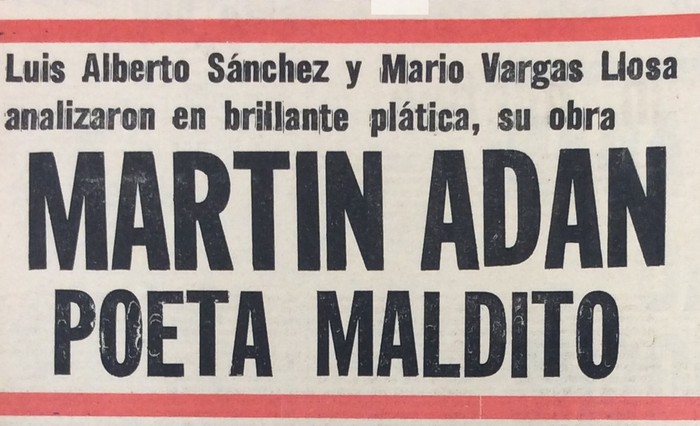 Luis Alberto Sánchez y Mario Vargas Llosa
analizaron en brillante plática, su obra
MARTIN ADAN
POETA MALDITO